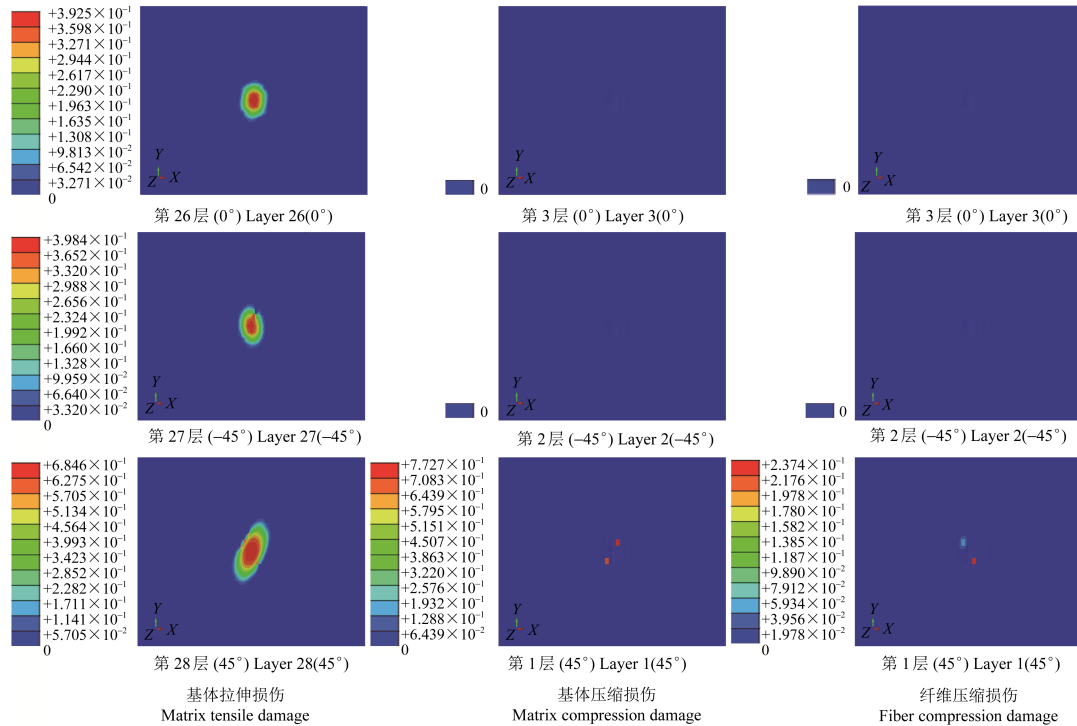 +3.925×10⁻¹
+3.598×10⁻¹
+3.271×10⁻¹
+2.944×10⁻¹
+2.617×10⁻¹
+2.290×10⁻¹
+1.963×10⁻¹
+1.635×10⁻¹
+1.308×10⁻¹
+9.813×10⁻²
+6.542×10⁻²
+3.271×10⁻²
0
Y
Z X
第26层 (0°) Layer 26(0°)
0
Y
Z X
第3层 (0°) Layer 3(0°)
0
Y
Z X
第3层 (0°) Layer 3(0°)
+3.984×10⁻¹
+3.652×10⁻¹
+3.320×10⁻¹
+2.988×10⁻¹
+2.656×10⁻¹
+2.324×10⁻¹
+1.992×10⁻¹
+1.660×10⁻¹
+1.328×10⁻¹
+9.959×10⁻²
+6.640×10⁻²
+3.320×10⁻²
0
Y
Z X
第27层 (–45°) Layer 27(–45°)
0
Y
Z X
第2层 (–45°) Layer 2(–45°)
0
Y
Z X
第2层 (–45°) Layer 2(–45°)
+6.846×10⁻¹
+6.275×10⁻¹
+5.705×10⁻¹
+5.134×10⁻¹
+4.564×10⁻¹
+3.993×10⁻¹
+3.423×10⁻¹
+2.852×10⁻¹
+2.282×10⁻¹
+1.711×10⁻¹
+1.141×10⁻¹
+5.705×10⁻²
0
Y
Z X
第28层 (45°) Layer 28(45°)
+7.727×10⁻¹
+7.083×10⁻¹
+6.439×10⁻¹
+5.795×10⁻¹
+5.151×10⁻¹
+4.507×10⁻¹
+3.863×10⁻¹
+3.220×10⁻¹
+2.576×10⁻¹
+1.932×10⁻¹
+1.288×10⁻¹
+6.439×10⁻²
0
Y
Z X
第1层 (45°) Layer 1(45°)
+2.374×10⁻¹
+2.176×10⁻¹
+1.978×10⁻¹
+1.780×10⁻¹
+1.582×10⁻¹
+1.385×10⁻¹
+1.187×10⁻¹
+9.890×10⁻²
+7.912×10⁻²
+5.934×10⁻²
+3.956×10⁻²
+1.978×10⁻²
0
Y
Z X
第1层 (45°) Layer 1(45°)
基体拉伸损伤
Matrix tensile damage
基体压缩损伤
Matrix compression damage
纤维压缩损伤
Fiber compression damage